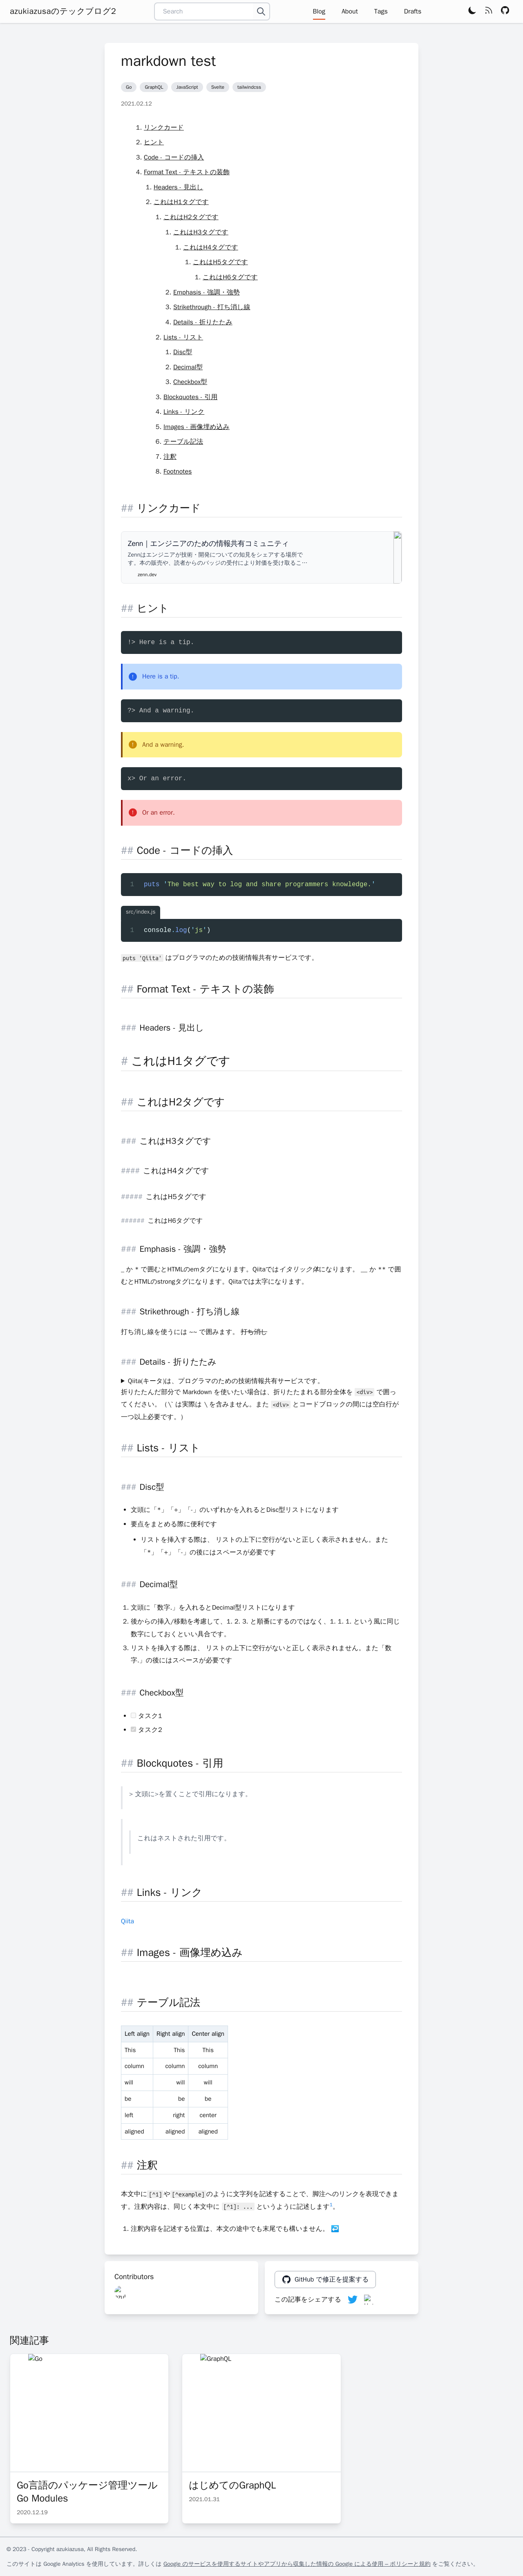 azukiazusaのテックブログ2
Search
Blog
About
Tags
Drafts
markdown test
Go
GraphQL
JavaScript
Svelte
tailwindcss
2021.02.12
1. リンクカード
2. ヒント
3. Code - コードの挿入
4. Format Text - テキストの装飾
1. Headers - 見出し
2. これはH1タグです
1. これはH2タグです
1. これはH3タグです
1. これはH4タグです
1. これはH5タグです
1. これはH6タグです
2. Emphasis - 強調・強勢
3. Strikethrough - 打ち消し線
4. Details - 折りたたみ
2. Lists - リスト
1. Disc型
2. Decimal型
3. Checkbox型
3. Blockquotes - 引用
4. Links - リンク
5. Images - 画像埋め込み
6. テーブル記法
7. 注釈
8. Footnotes
## リンクカード
Zenn | エンジニアのための情報共有コミュニティ
Zennはエンジニアが技術・開発についての知見をシェアする場所で
す。本の販売や、読者からのバッジの受付により対価を受け取るこ…
zenn.dev
## ヒント
!> Here is a tip.
Here is a tip.
?> And a warning.
And a warning.
x> Or an error.
Or an error.
## Code - コードの挿入
1 puts 'The best way to log and share programmers knowledge.'
src/index.js
1 console.log('js')
puts 'Qiita' はプログラマのための技術情報共有サービスです。
## Format Text - テキストの装飾
### Headers - 見出し
# これはH1タグです
## これはH2タグです
### これはH3タグです
#### これはH4タグです
##### これはH5タグです
###### これはH6タグです
### Emphasis - 強調・強勢
_ か * で囲むとHTMLのemタグになります。Qiitaではイタリック体になります。 __ か ** で囲
むとHTMLのstrongタグになります。Qiitaでは太字になります。
### Strikethrough - 打ち消し線
打ち消し線を使うには ~~ で囲みます。 打ち消し
### Details - 折りたたみ
▶ Qiita(キータ)は、プログラマのための技術情報共有サービスです。
折りたたんだ部分で Markdown を使いたい場合は、折りたたまれる部分全体を <div> で囲っ
てください。（\` は実際は \ を含みません。また <div> とコードブロックの間には空白行が
一つ以上必要です。）
## Lists - リスト
### Disc型
• 文頭に「*」「+」「-」のいずれかを入れるとDisc型リストになります
• 要点をまとめる際に便利です
• リストを挿入する際は、 リストの上下に空行がないと正しく表示されません。また
「*」「+」「-」の後にはスペースが必要です
### Decimal型
1. 文頭に「数字.」を入れるとDecimal型リストになります
2. 後からの挿入/移動を考慮して、1. 2. 3. と順番にするのではなく、1. 1. 1. という風に同じ
数字にしておくといい具合です。
3. リストを挿入する際は、 リストの上下に空行がないと正しく表示されません。また「数
字.」の後にはスペースが必要です
### Checkbox型
• タスク1
• タスク2
## Blockquotes - 引用
> 文頭に>を置くことで引用になります。
これはネストされた引用です。
## Links - リンク
Qiita
## Images - 画像埋め込み
## テーブル記法
Left align Right align Center align
This This This
column column column
will will will
be be be
left right center
aligned aligned aligned
## 注釈
本文中に[^1]や[^example]のように文字列を記述することで、脚注へのリンクを表現できま
す。注釈内容は、同じく本文中に [^1]: ... というように記述します1。
1. 注釈内容を記述する位置は、本文の途中でも末尾でも構いません。 ↩
Contributors
GitHub で修正を提案する
この記事をシェアする
関連記事
Go
GraphQL
Go言語のパッケージ管理ツール
Go Modules
2020.12.19
はじめてのGraphQL
2021.01.31
© 2023 - Copyright azukiazusa, All Rights Reserved.
このサイトは Google Analytics を使用しています。詳しくは Google のサービスを使用するサイトやアプリから収集した情報の Google による使用 – ポリシーと規約 をご覧ください。